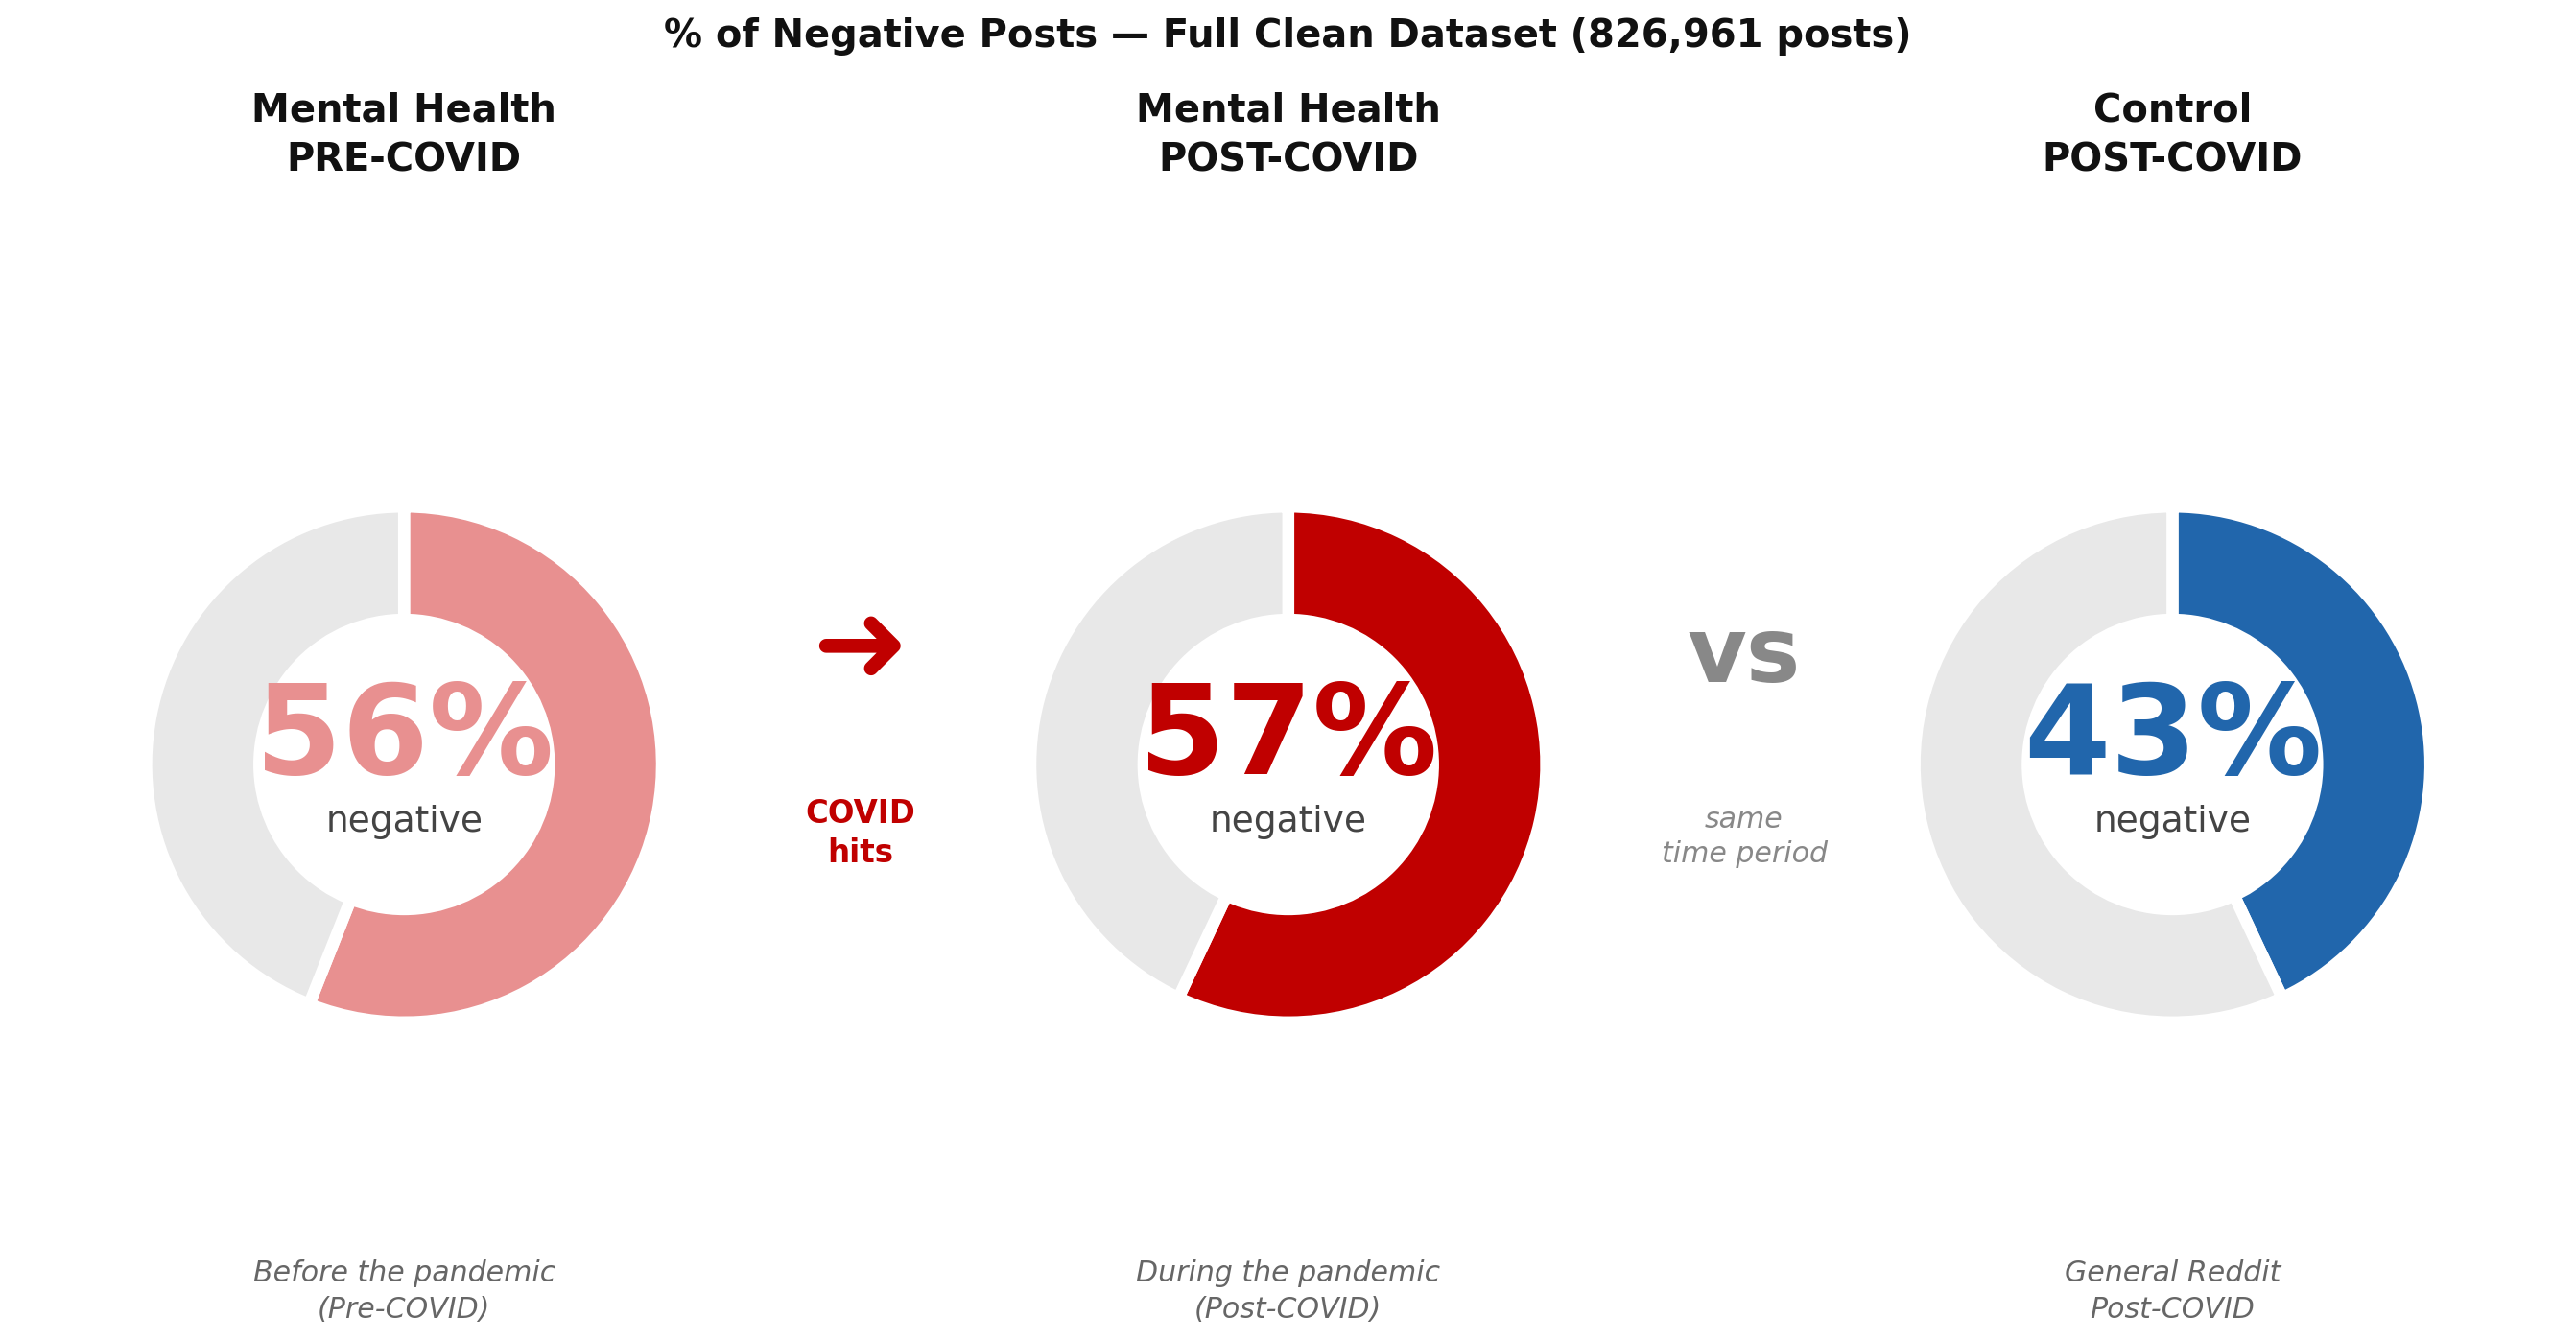 % of Negative Posts — Full Clean Dataset (826,961 posts)
Mental Health
PRE-COVID
Mental Health
POST-COVID
Control
POST-COVID
56%
negative
➜
COVID
hits
57%
negative
vs
same
time period
43%
negative
Before the pandemic
(Pre-COVID)
During the pandemic
(Post-COVID)
General Reddit
Post-COVID